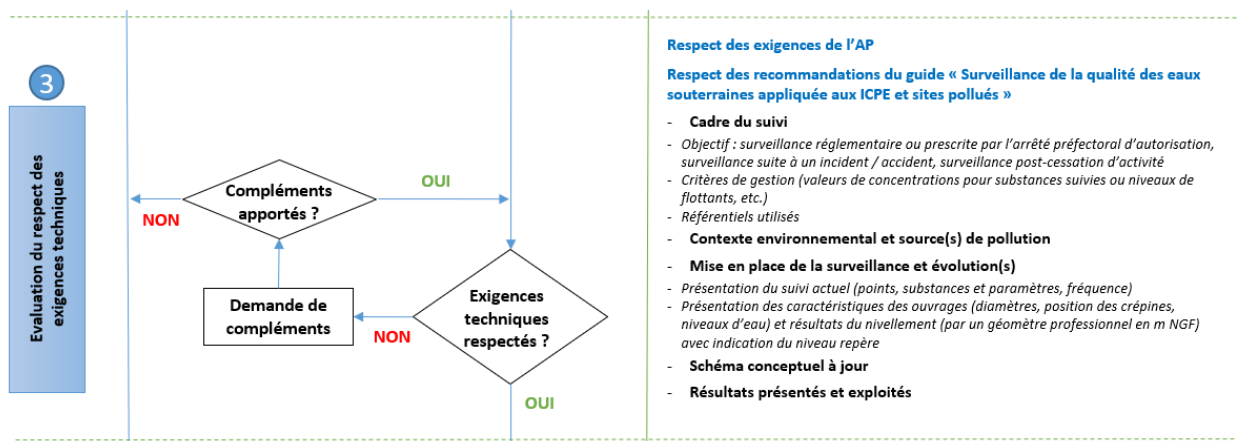 3
Evaluation du respect des
exigences techniques
Compléments
apportés ?
OUI
NON
Demande de
compléments
Exigences
techniques
respectés ?
NON
OUI
Respect des exigences de l'AP
Respect des recommandations du guide « Surveillance de la qualité des eaux
souterraines appliquée aux ICPE et sites pollués »
- Cadre du suivi
- Objectif : surveillance réglementaire ou prescrite par l'arrêté préfectoral d'autorisation,
surveillance suite à un incident / accident, surveillance post-cessation d'activité
- Critères de gestion (valeurs de concentrations pour substances suivies ou niveaux de
flottants, etc.)
- Référentiels utilisés
- Contexte environnemental et source(s) de pollution
- Mise en place de la surveillance et évolution(s)
- Présentation du suivi actuel (points, substances et paramètres, fréquence)
- Présentation des caractéristiques des ouvrages (diamètres, position des crépines,
niveaux d'eau) et résultats du nivellement (par un géomètre professionnel en m NGF)
avec indication du niveau repère
- Schéma conceptuel à jour
- Résultats présentés et exploités